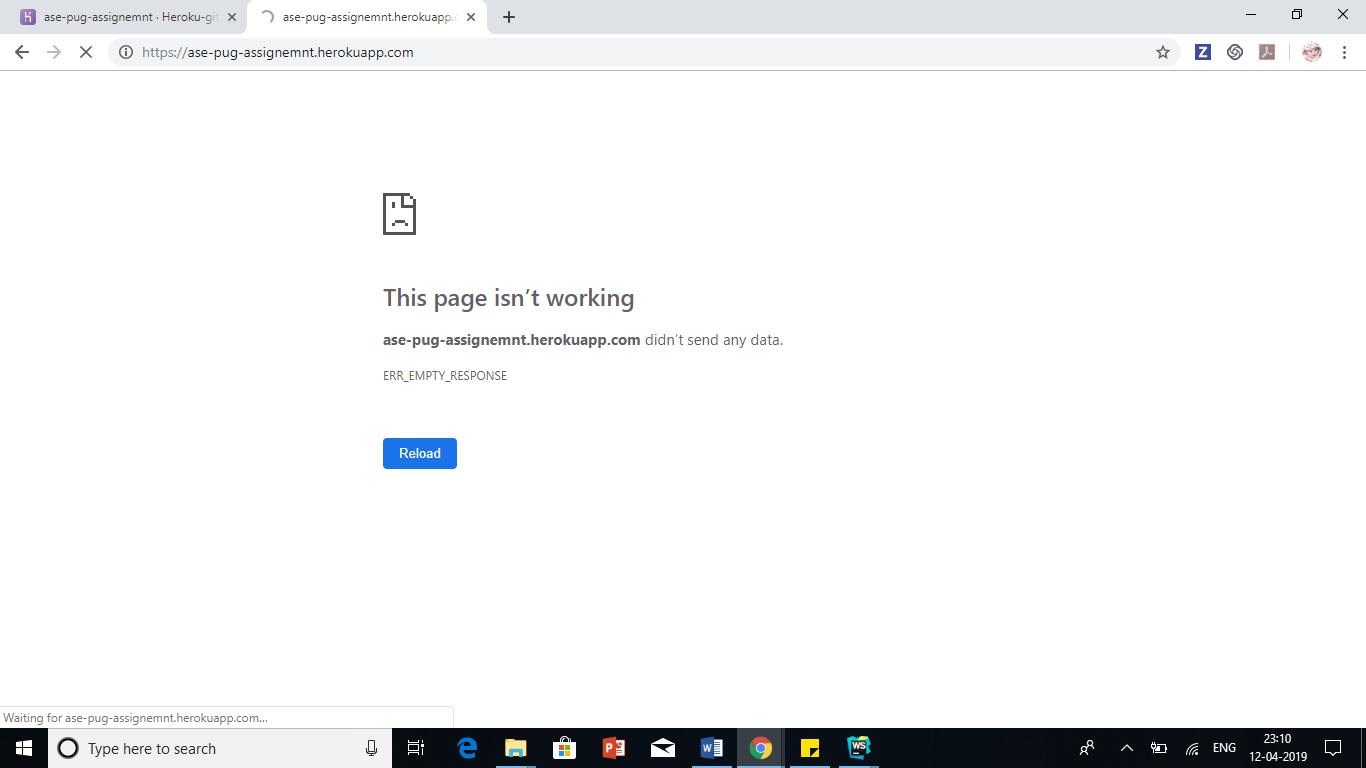 ase-pug-assignemnt · Heroku-git
ase-pug-assignemnt.herokuapp.c
https://ase-pug-assignemnt.herokuapp.com
This page isn’t working
ase-pug-assignemnt.herokuapp.com didn’t send any data.
ERR_EMPTY_RESPONSE
Reload
Waiting for ase-pug-assignemnt.herokuapp.com...
Type here to search
ENG
23:10
12-04-2019